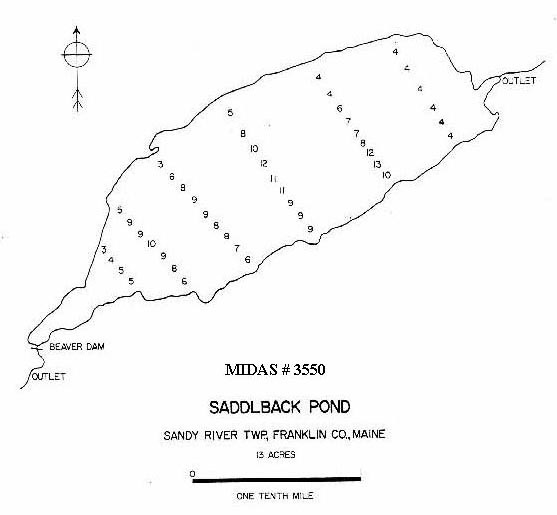 4 4 4 4 4 4
OUTLET
4 4 6 7 7 8 12 13 10
5 8 10 12 11 11 9 9 9
3 6 8 9 9 8 8 7 6
5 9 9 10 9 8 6
3 4 5 5
BEAVER DAM
OUTLET
MIDAS # 3550
SADDLBACK POND
SANDY RIVER TWP., FRANKLIN CO., MAINE
13 ACRES
0
ONE TENTH MILE